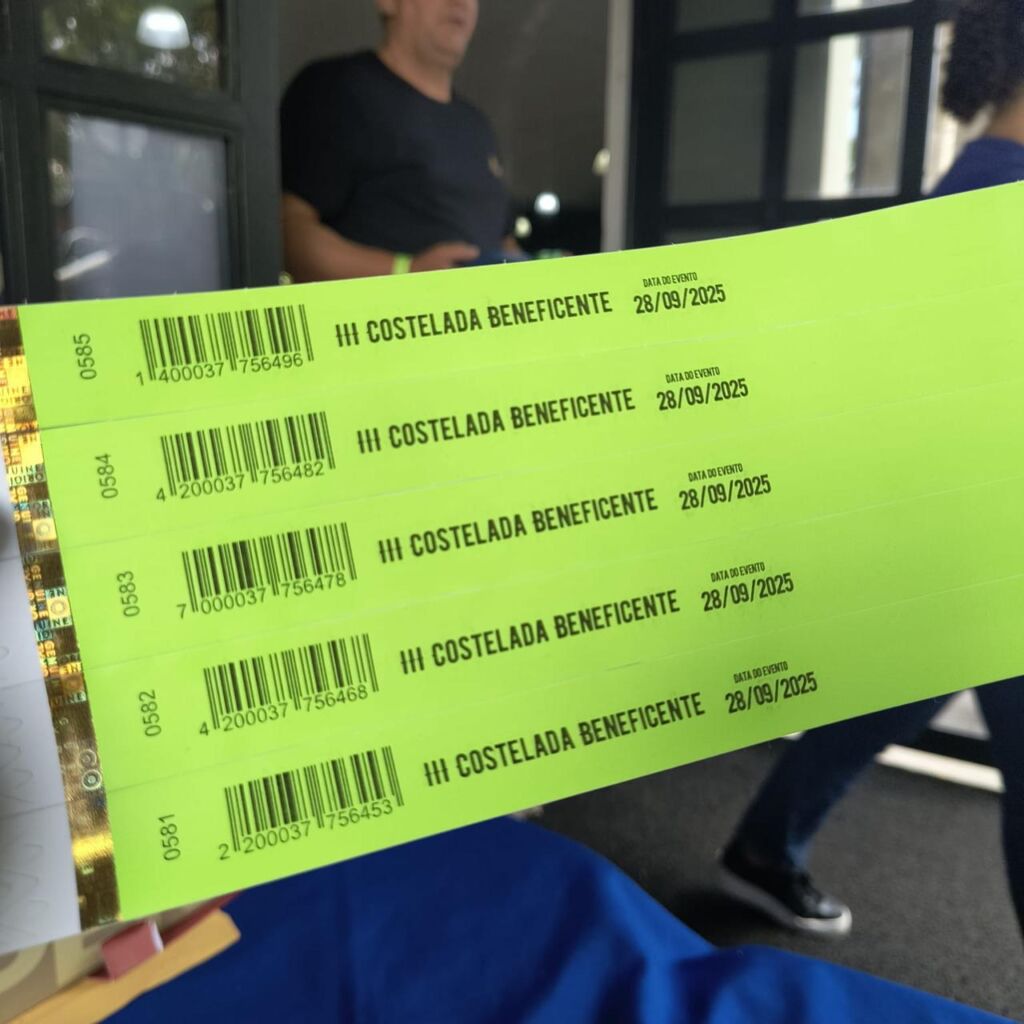 0585
1 400037 756496
III COSTELADA BENEFICENTE
DATA DO EVENTO
28/09/2025
0584
4 200037 756482
III COSTELADA BENEFICENTE
DATA DO EVENTO
28/09/2025
0583
7 000037 756478
III COSTELADA BENEFICENTE
DATA DO EVENTO
28/09/2025
0582
4 200037 756468
III COSTELADA BENEFICENTE
DATA DO EVENTO
28/09/2025
0581
2 200037 756453
III COSTELADA BENEFICENTE
DATA DO EVENTO
28/09/2025